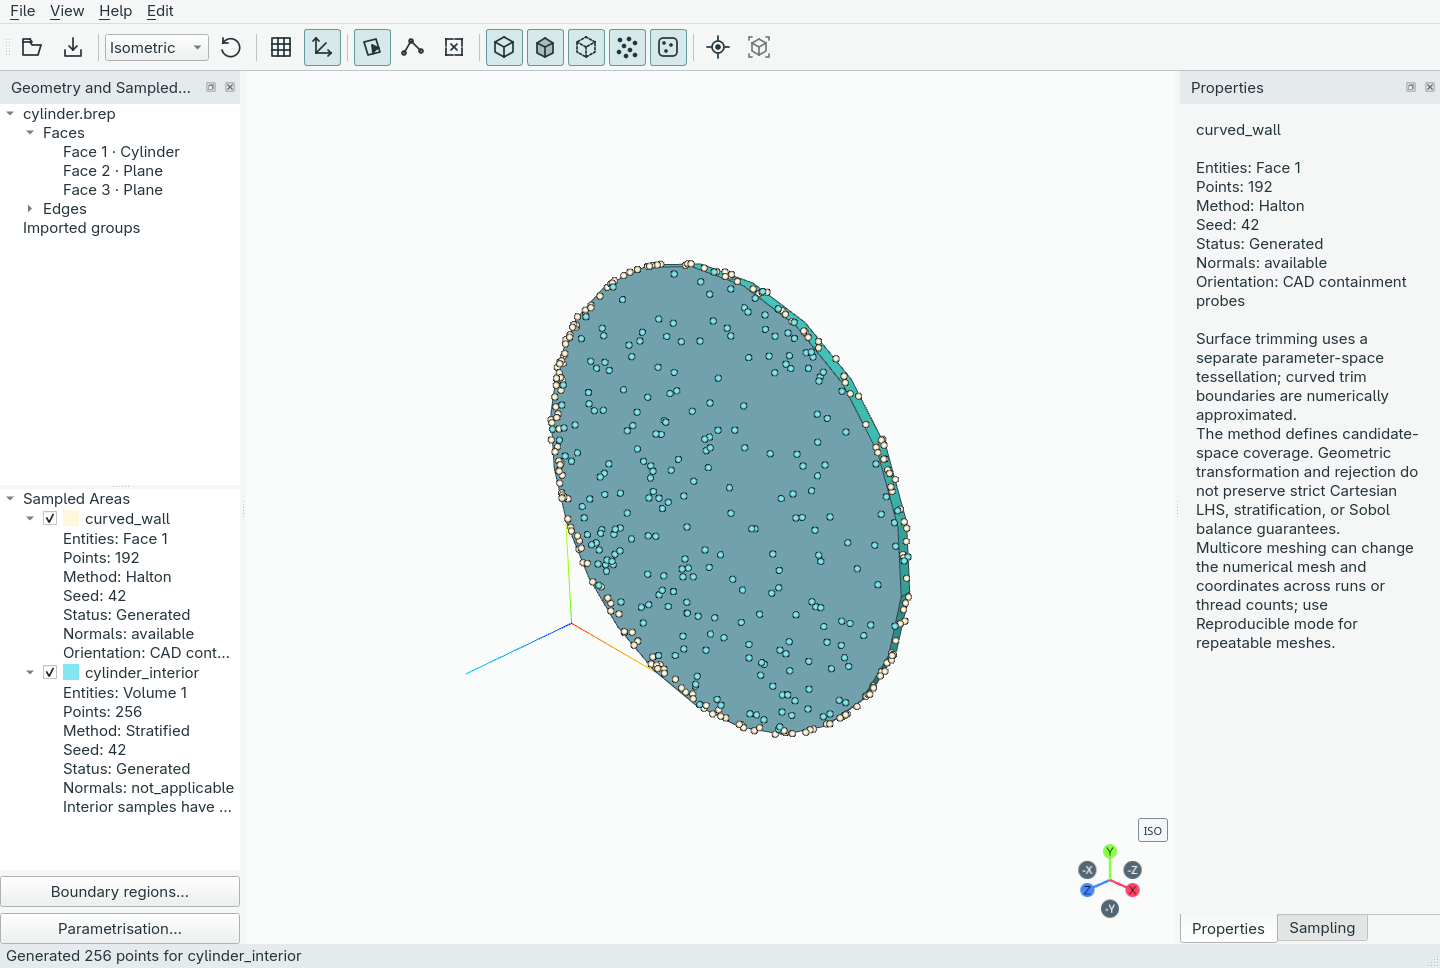 File View Help Edit
Isometric
Geometry and Sampled...
cylinder.brep
Faces
Face 1 · Cylinder
Face 2 · Plane
Face 3 · Plane
Edges
Imported groups
Sampled Areas
curved_wall
Entities: Face 1
Points: 192
Method: Halton
Seed: 42
Status: Generated
Normals: available
Orientation: CAD cont...
cylinder_interior
Entities: Volume 1
Points: 256
Method: Stratified
Seed: 42
Status: Generated
Normals: not_applicable
Interior samples have ...
Boundary regions...
Parametrisation...
Generated 256 points for cylinder_interior
ISO
Y
-X
-Z
Z
X
-Y
Properties
curved_wall
Entities: Face 1
Points: 192
Method: Halton
Seed: 42
Status: Generated
Normals: available
Orientation: CAD containment
probes
Surface trimming uses a
separate parameter-space
tessellation; curved trim
boundaries are numerically
approximated.
The method defines candidate-
space coverage. Geometric
transformation and rejection do
not preserve strict Cartesian
LHS, stratification, or Sobol
balance guarantees.
Multicore meshing can change
the numerical mesh and
coordinates across runs or
thread counts; use
Reproducible mode for
repeatable meshes.
Properties Sampling